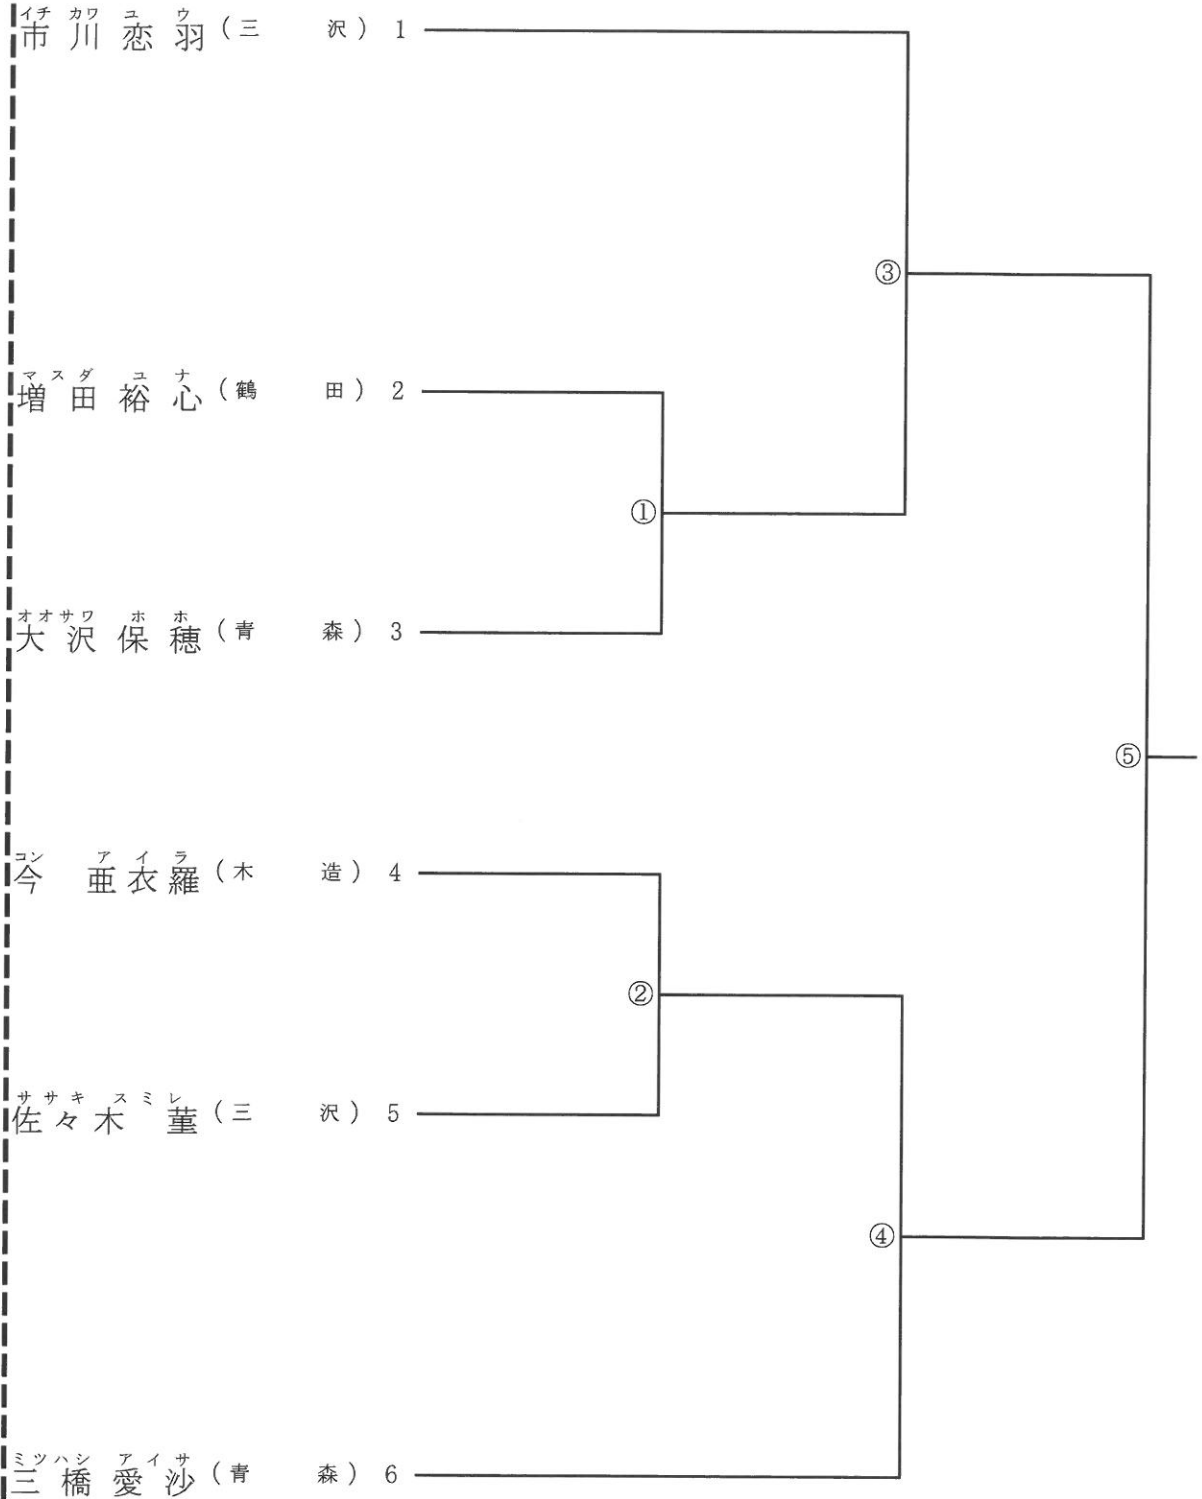 イチ カワ ユ ウ
市川恋羽 (三 沢) 1
③
マスダ ユ ナ
増田裕心 (鶴 田) 2
①
オオサワ ホ ホ
大沢保穂 (青 森) 3
⑤
コン ア イ ラ
今 亜衣羅 (木 造) 4
②
ササキ スミレ
佐々木 菫 (三 沢) 5
④
ミツハシ アイサ
三橋愛沙 (青 森) 6